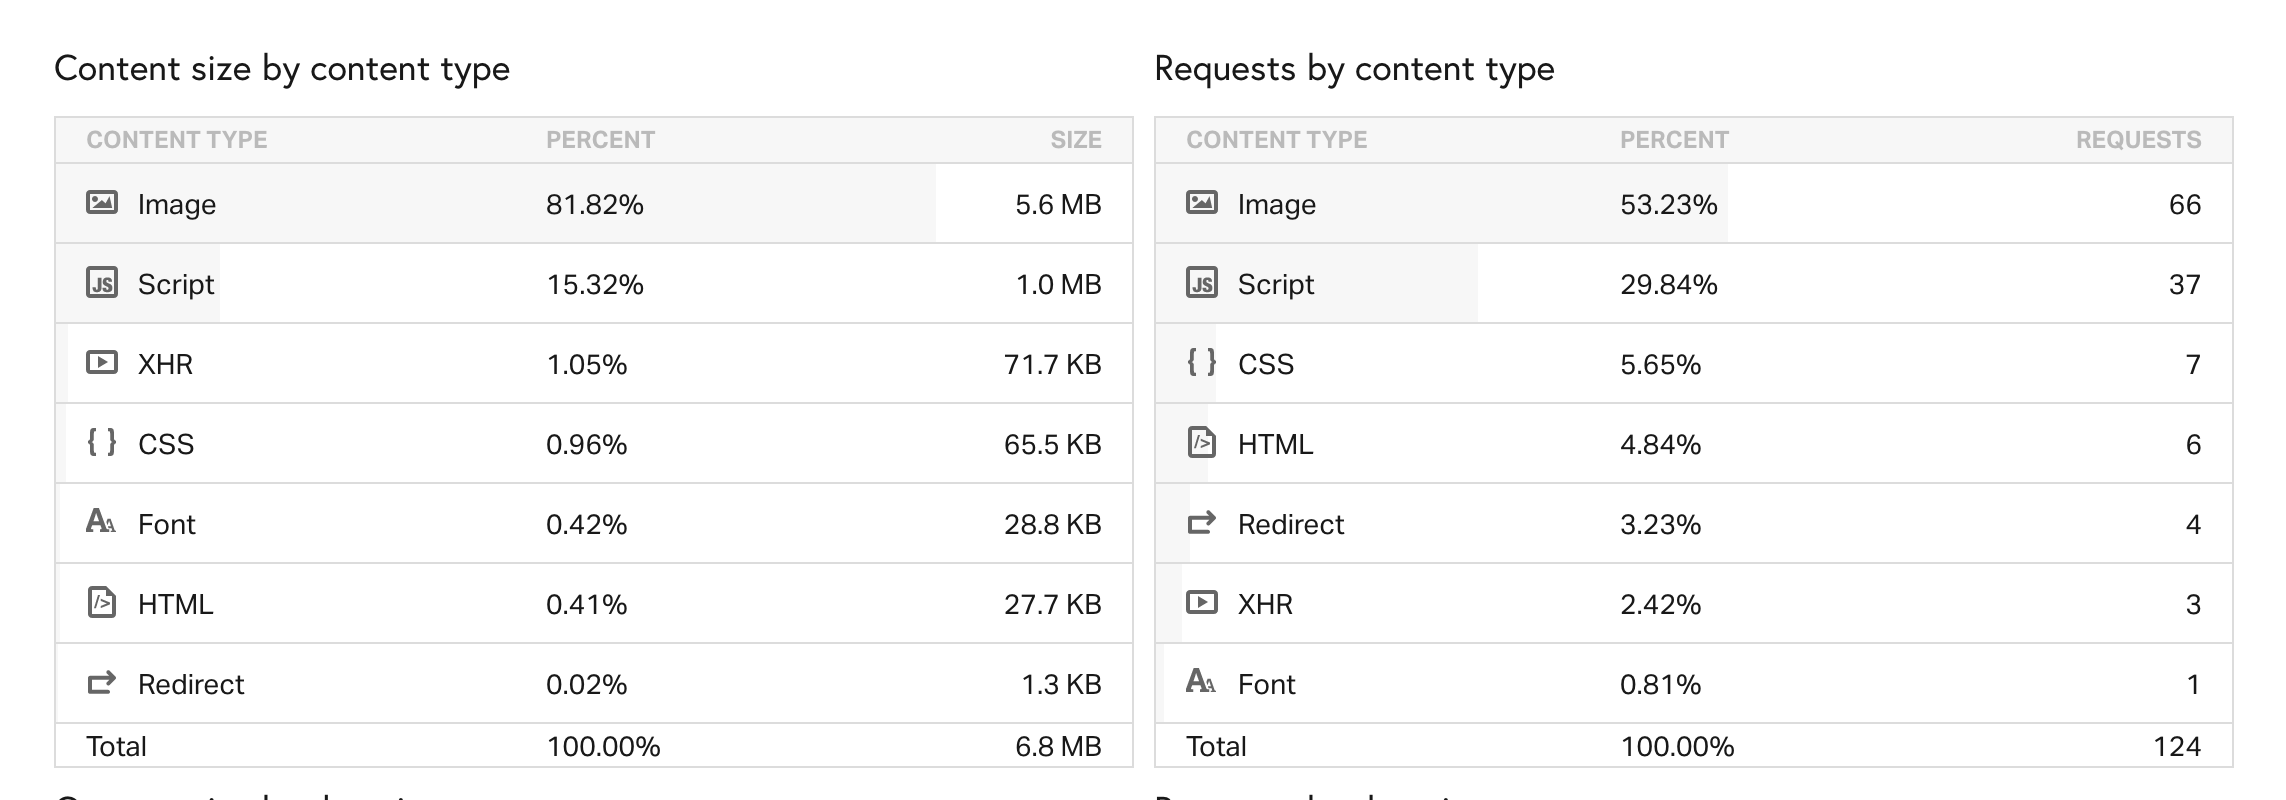 Content size by content type
CONTENT TYPE PERCENT SIZE
Image 81.82% 5.6 MB
Script 15.32% 1.0 MB
XHR 1.05% 71.7 KB
CSS 0.96% 65.5 KB
Font 0.42% 28.8 KB
HTML 0.41% 27.7 KB
Redirect 0.02% 1.3 KB
Total 100.00% 6.8 MB
Requests by content type
CONTENT TYPE PERCENT REQUESTS
Image 53.23% 66
Script 29.84% 37
CSS 5.65% 7
HTML 4.84% 6
Redirect 3.23% 4
XHR 2.42% 3
Font 0.81% 1
Total 100.00% 124